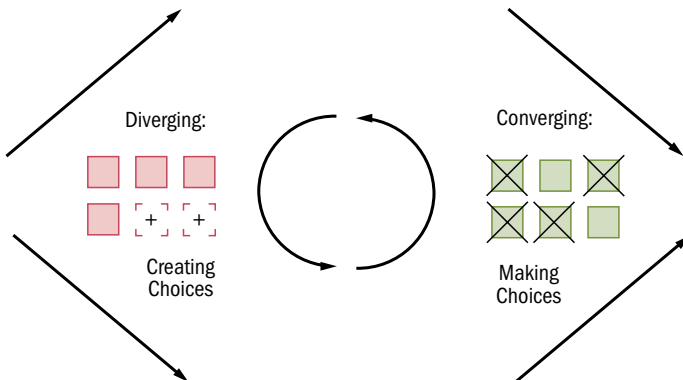 Diverging:
+ +
Creating
Choices
Converging:
Making
Choices